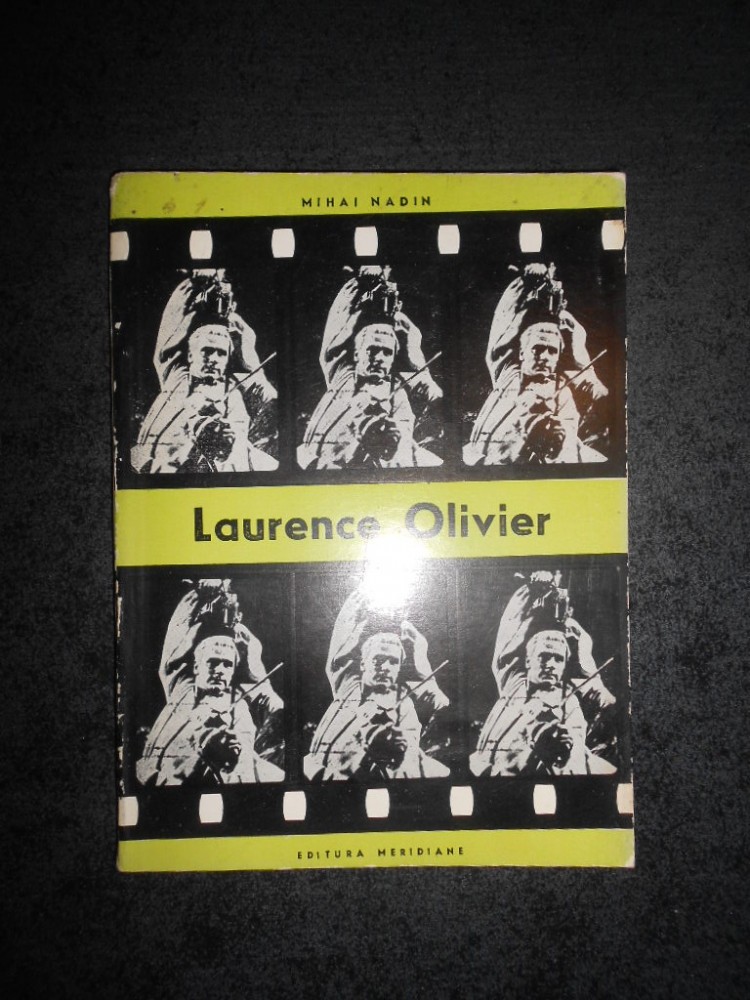 MIHAI NADIN
Laurence Olivier
EDITURA MERIDIANE